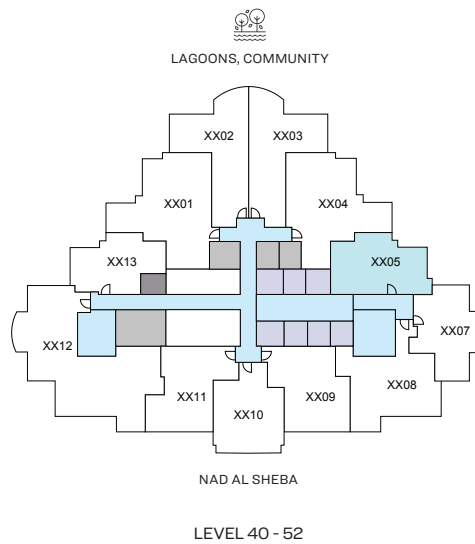 LAGOONS, COMMUNITY
XX02
XX03
XX01
XX04
XX13
XX05
XX12
XX07
XX11
XX10
XX09
XX08
NAD AL SHEBA
LEVEL 40 - 52